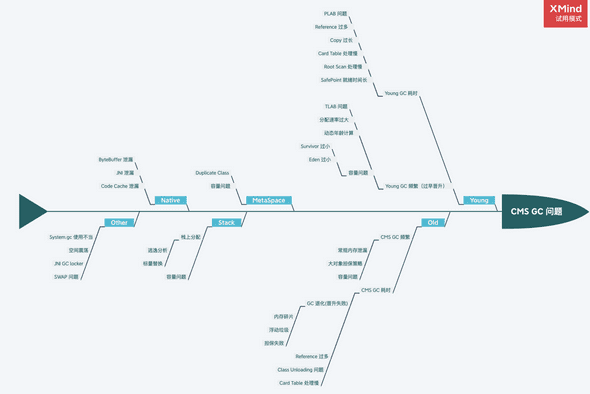 XMind
试用模式
PLAB 问题
Reference 过多
Copy 过长
Card Table 处理慢
Root Scan 处理慢
SafePoint 就绪时间长
Young GC 耗时
TLAB 问题
分配速率过大
动态年龄计算
Survivor 过小
Eden 过小
容量问题
Young GC 频繁（过早晋升）
ByteBuffer 泄漏
JNI 泄漏
Code Cache 泄漏
Duplicate Class
容量问题
Native
MetaSpace
Young
CMS GC 问题
Other
Stack
Old
System.gc 使用不当
空间震荡
JNI GC locker
SWAP 问题
栈上分配
逃逸分析
标量替换
容量问题
CMS GC 频繁
常规内存泄漏
大对象担保策略
容量问题
CMS GC 耗时
GC 退化(晋升失败)
内存碎片
浮动垃圾
担保失败
Reference 过多
Class Unloading 问题
Card Table 处理慢